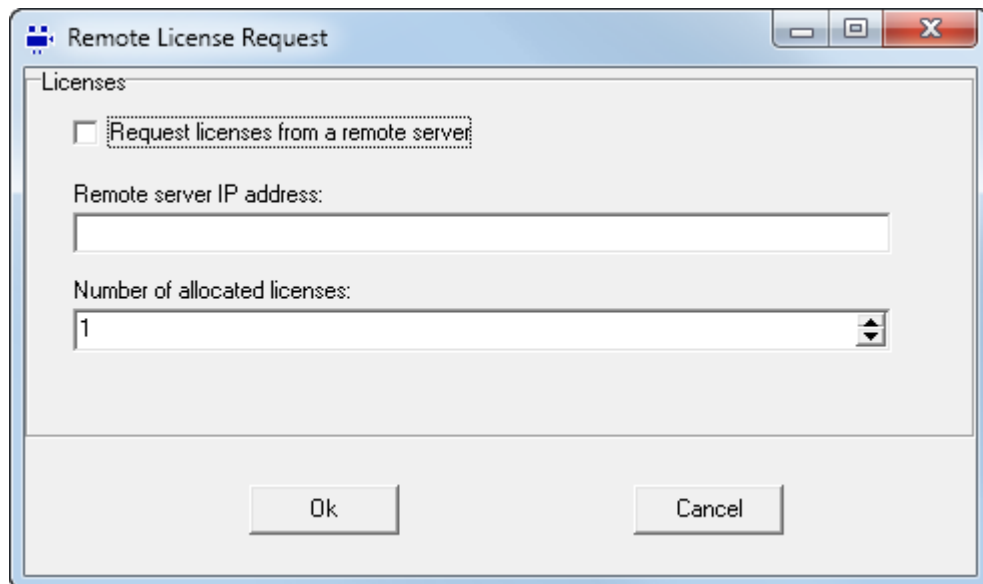 Remote License Request
Licenses
Request licenses from a remote server
Remote server IP address:
Number of allocated licenses:
1
Ok
Cancel